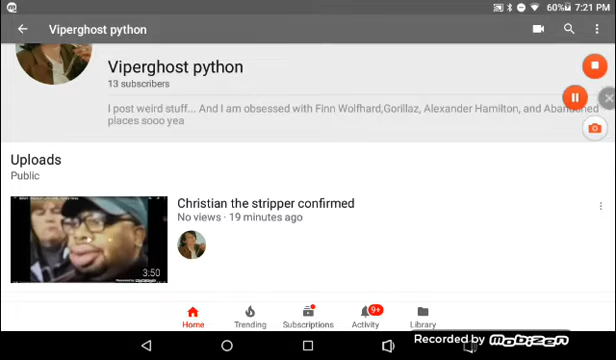 60% 7:21 PM
Viperghost python
Viperghost python
13 subscribers
I post weird stuff... And I am obsessed with Finn Wolfhard,Gorillaz, Alexander Hamilton, and Abandoned
places sooo yea
Uploads
Public
Christian the stripper confirmed
No views · 19 minutes ago
3:50
9+
Home Trending Subscriptions Activity Library
Recorded by mobizen